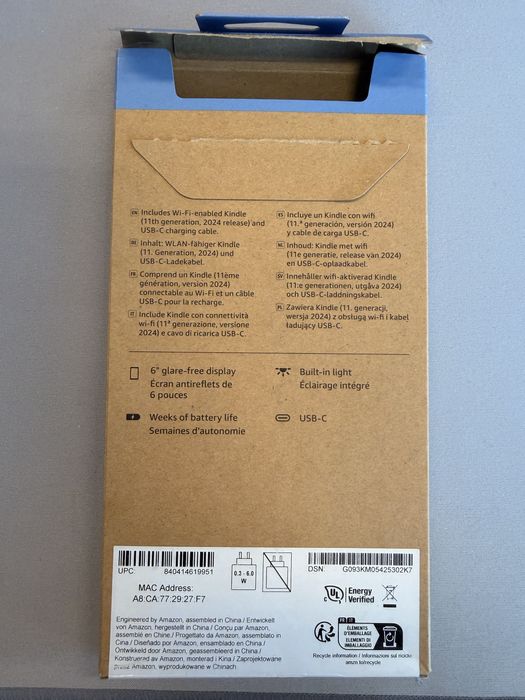 EN Includes Wi-Fi-enabled Kindle
(11th generation, 2024 release) and
USB-C charging cable.
DE Inhalt: WLAN-fähiger Kindle
(11. Generation, 2024) und
USB-C-Ladekabel.
FR Comprend un Kindle (11ème
génération, version 2024)
connectable au Wi-Fi et un câble
USB-C pour la recharge.
IT Include Kindle con connettività
wi-fi (11ª generazione, versione
2024) e cavo di ricarica USB-C.
ES Incluye un Kindle con wifi
(11.ª generación, versión 2024)
y cable de carga USB-C.
NL Inhoud: Kindle met wifi
(11e generatie, release van 2024)
en USB-C-oplaadkabel.
SV Innehåller wifi-aktiverad Kindle
(11:e generationen, utgåva 2024)
och USB-C-laddningskabel.
PL Zawiera Kindle (11. generacji,
wersja 2024) z obsługą wi-fi i kabel
ładujący USB-C.
6" glare-free display
Écran antireflets de
6 pouces
Built-in light
Éclairage intégré
Weeks of battery life
Semaines d'autonomie
USB-C
UPC: 840414619951
MAC Address:
A8:CA:77:29:27:F7
0,3 - 6,0
W
DSN: G093KM05425302K7
UL Energy
Verified
Engineered by Amazon, assembled in China / Entwickelt
von Amazon, hergestellt in China / Conçu par Amazon,
assemblé en Chine / Progettato da Amazon, assemblato in
Cina / Diseñado por Amazon, ensamblado en China /
Ontwikkeld door Amazon, geassembleerd in China /
Konstruerad av Amazon, monterad i Kina / Zaprojektowane
przez Amazon, wyprodukowane w Chinach.
FR IT
ÉLÉMENTS
D'EMBALLAGE
ELEMENTI DI
IMBALLAGGIO
Recycle information / Informazioni sul riciclo
amzn.to/recycle